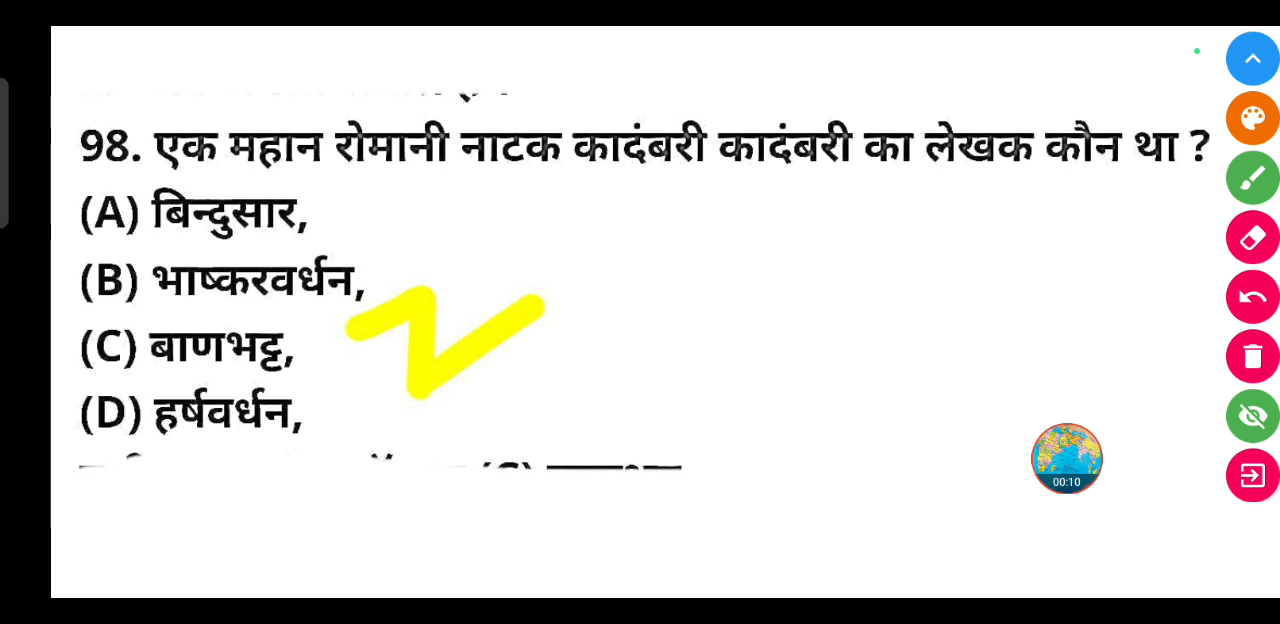 98. एक महान रोमानी नाटक कादंबरी कादंबरी का लेखक कौन था ?
(A) बिन्दुसार,
(B) भाष्करवर्धन,
(C) बाणभट्ट,
(D) हर्षवर्धन,
00:10